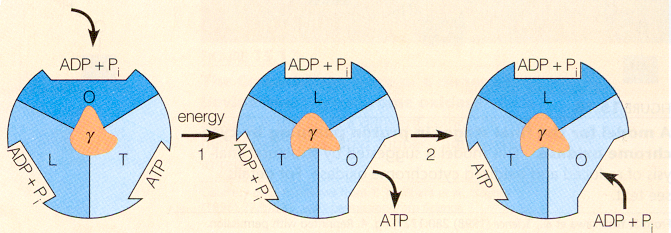 ADP + Pi
O
γ
L
T
ADP + Pi
ATP
energy
1
ADP + Pi
L
γ
T
O
ADP + Pi
ATP
2
ADP + Pi
L
γ
T
O
ATP
ADP + Pi